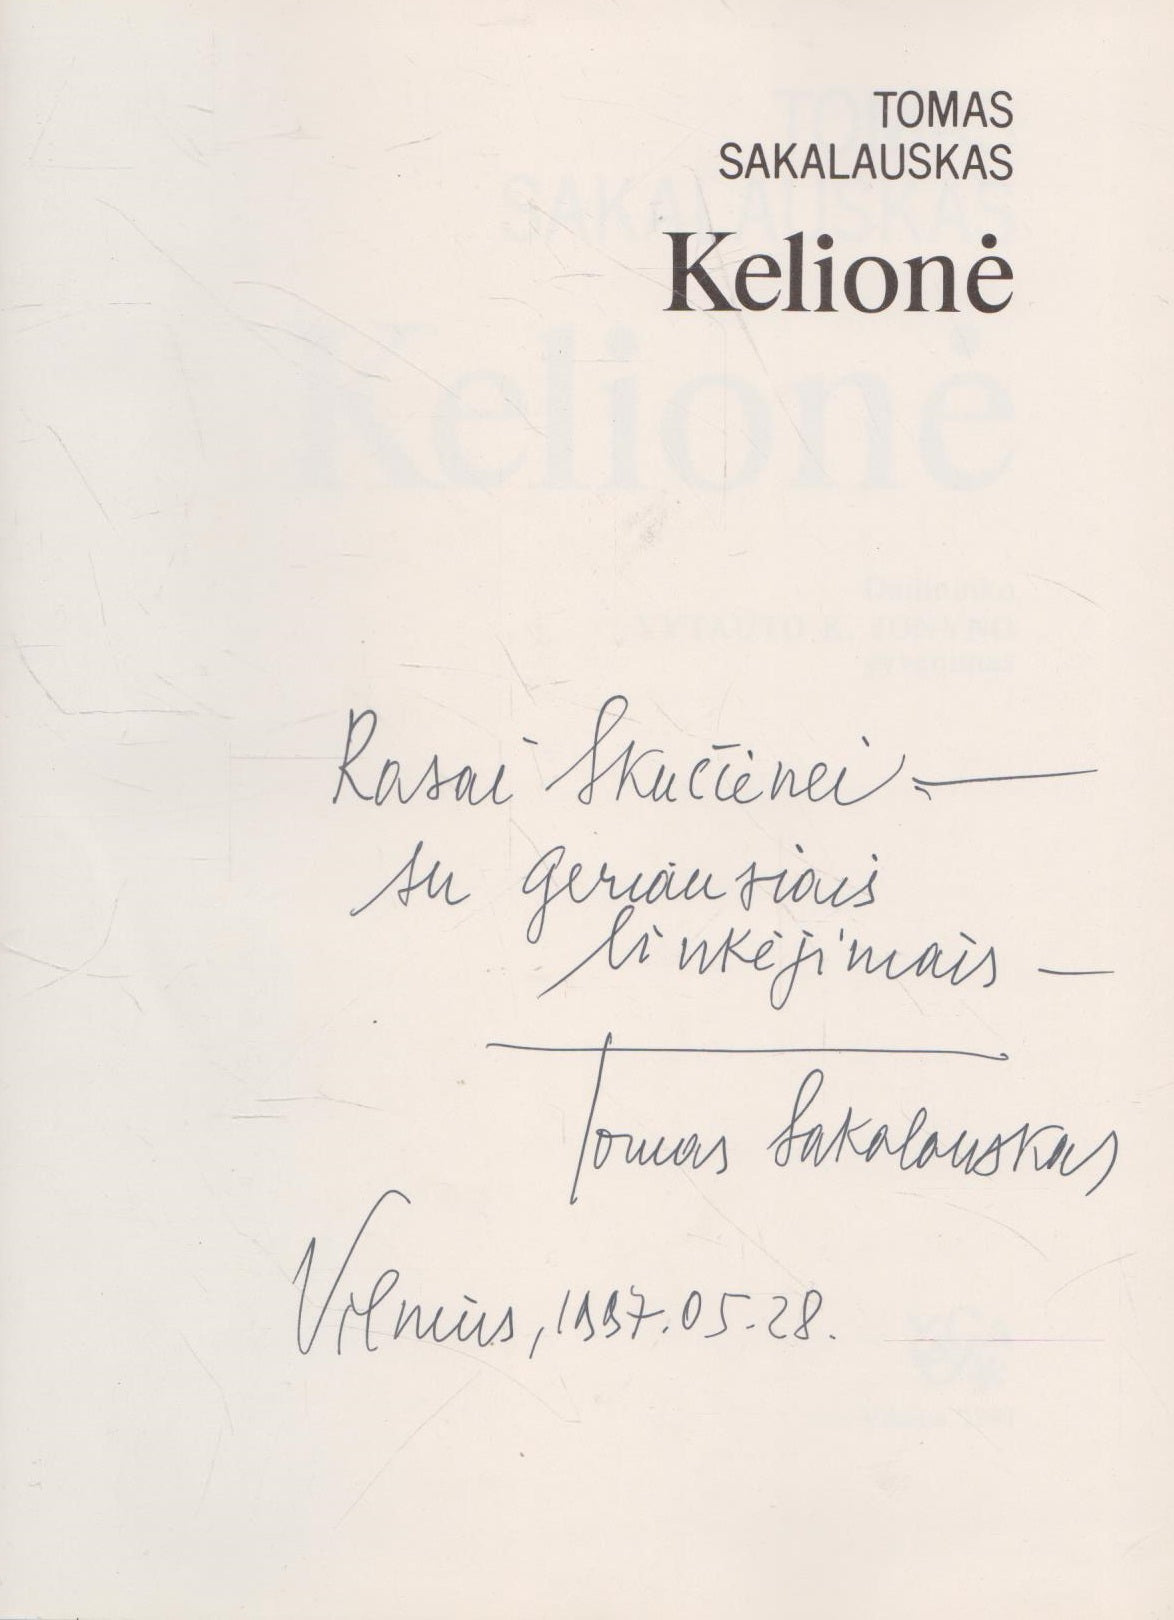 TOMAS
SAKALAUSKAS
Kelionė
Rasai Skučienei —
su geriausiais
linkėjimais —
Tomas Sakalauskas
Vilnius, 1997.05.28.